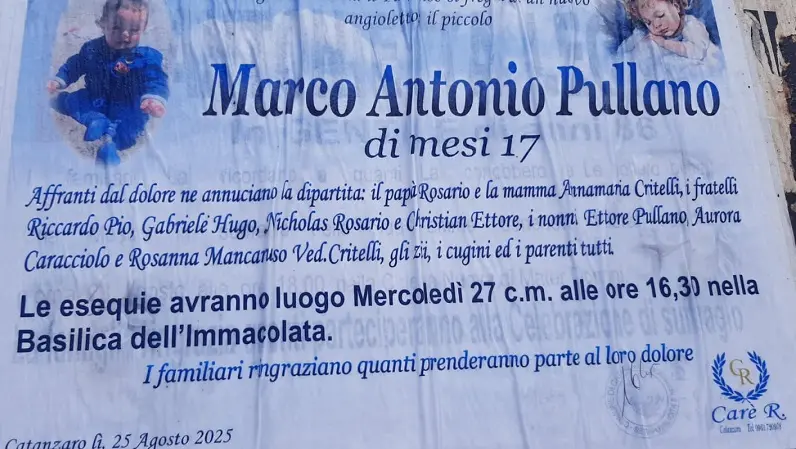 angioletto, il piccolo
Marco Antonio Pullano
di mesi 17
Affranti dal dolore ne annuciano la dipartita: il papà Rosario e la mamma Annamaria Critelli, i fratelli
Riccardo Pio, Gabriele Hugo, Nicholas Rosario e Christian Ettore, i nonni Ettore Pullano, Aurora
Caracciolo e Rosanna Mancaruso Ved.Critelli, gli zii, i cugini ed i parenti tutti.
Le esequie avranno luogo Mercoledì 27 c.m. alle ore 16,30 nella
Basilica dell'Immacolata.
I familiari ringraziano quanti prenderanno parte al loro dolore
CR
Carè R.
Catanzaro lì, 25 Agosto 2025